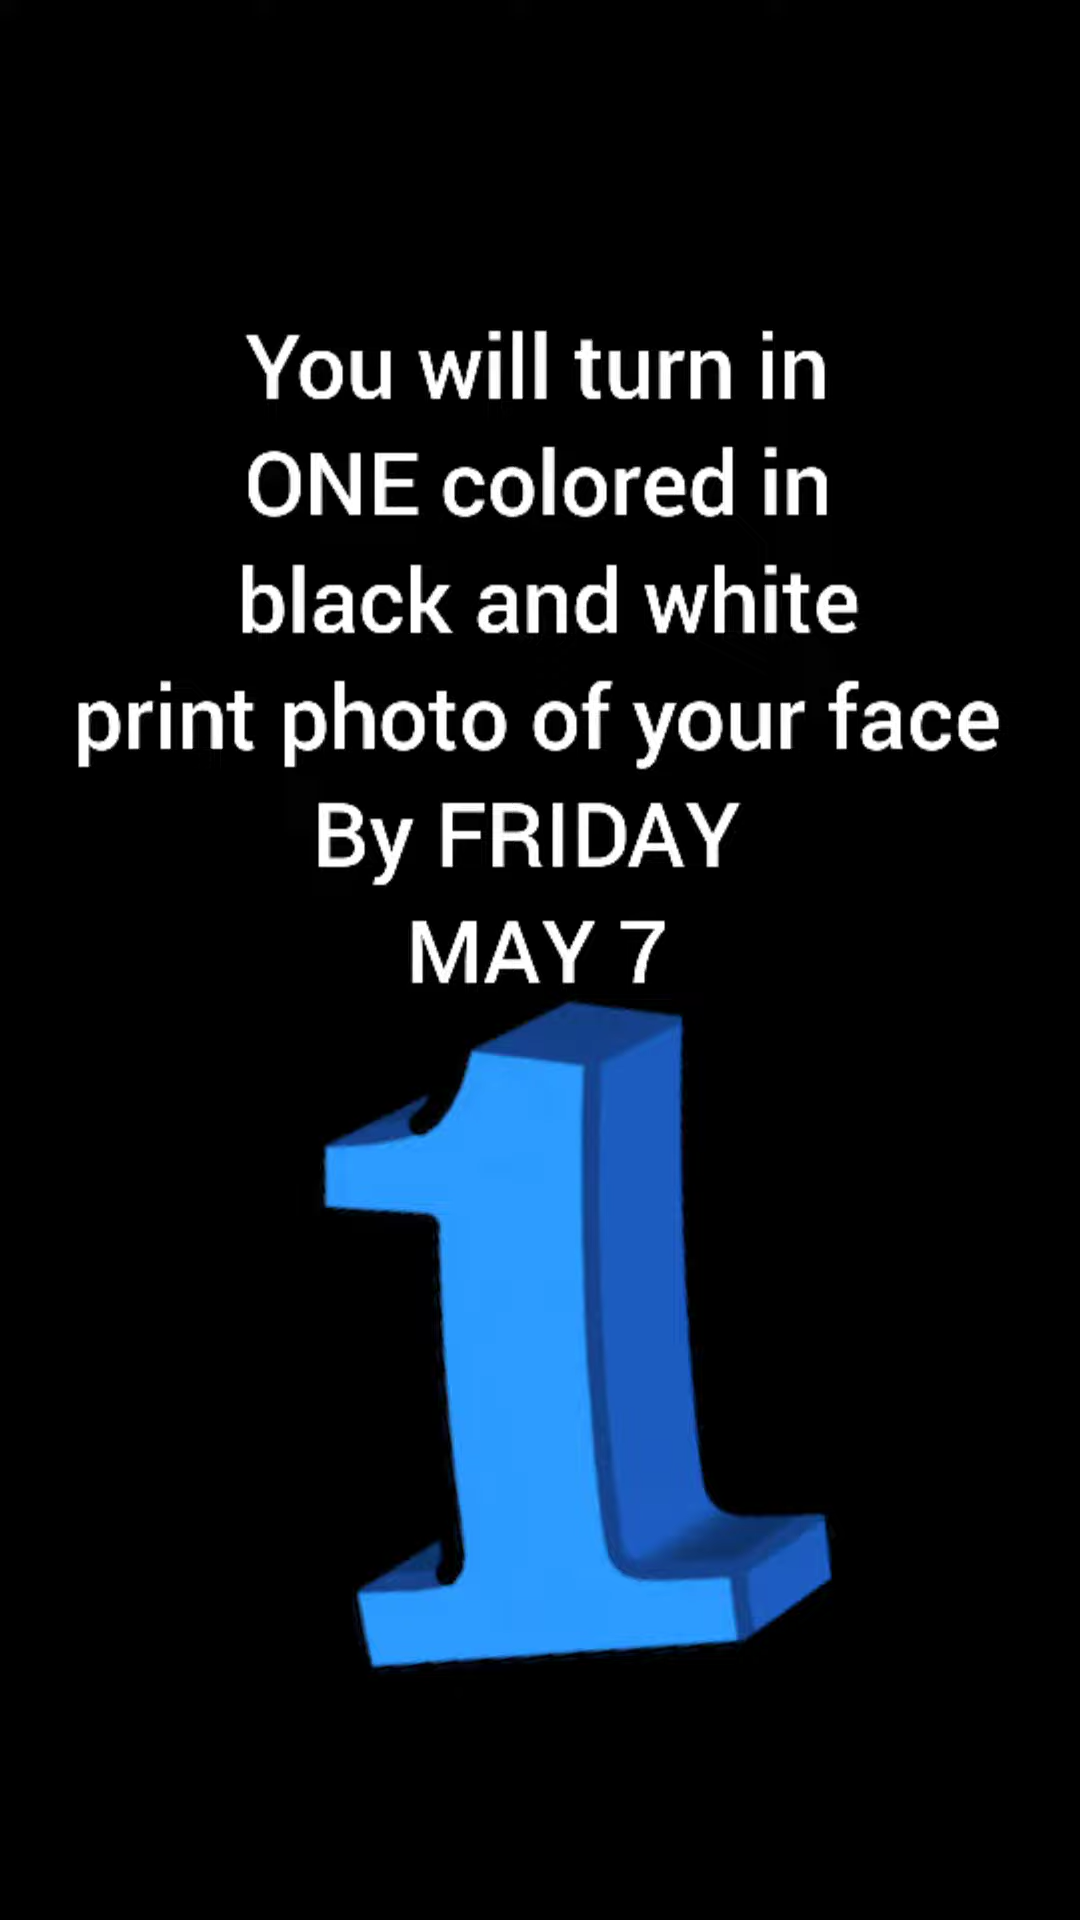 You will turn in
ONE colored in
black and white
print photo of your face
By FRIDAY
MAY 7
1